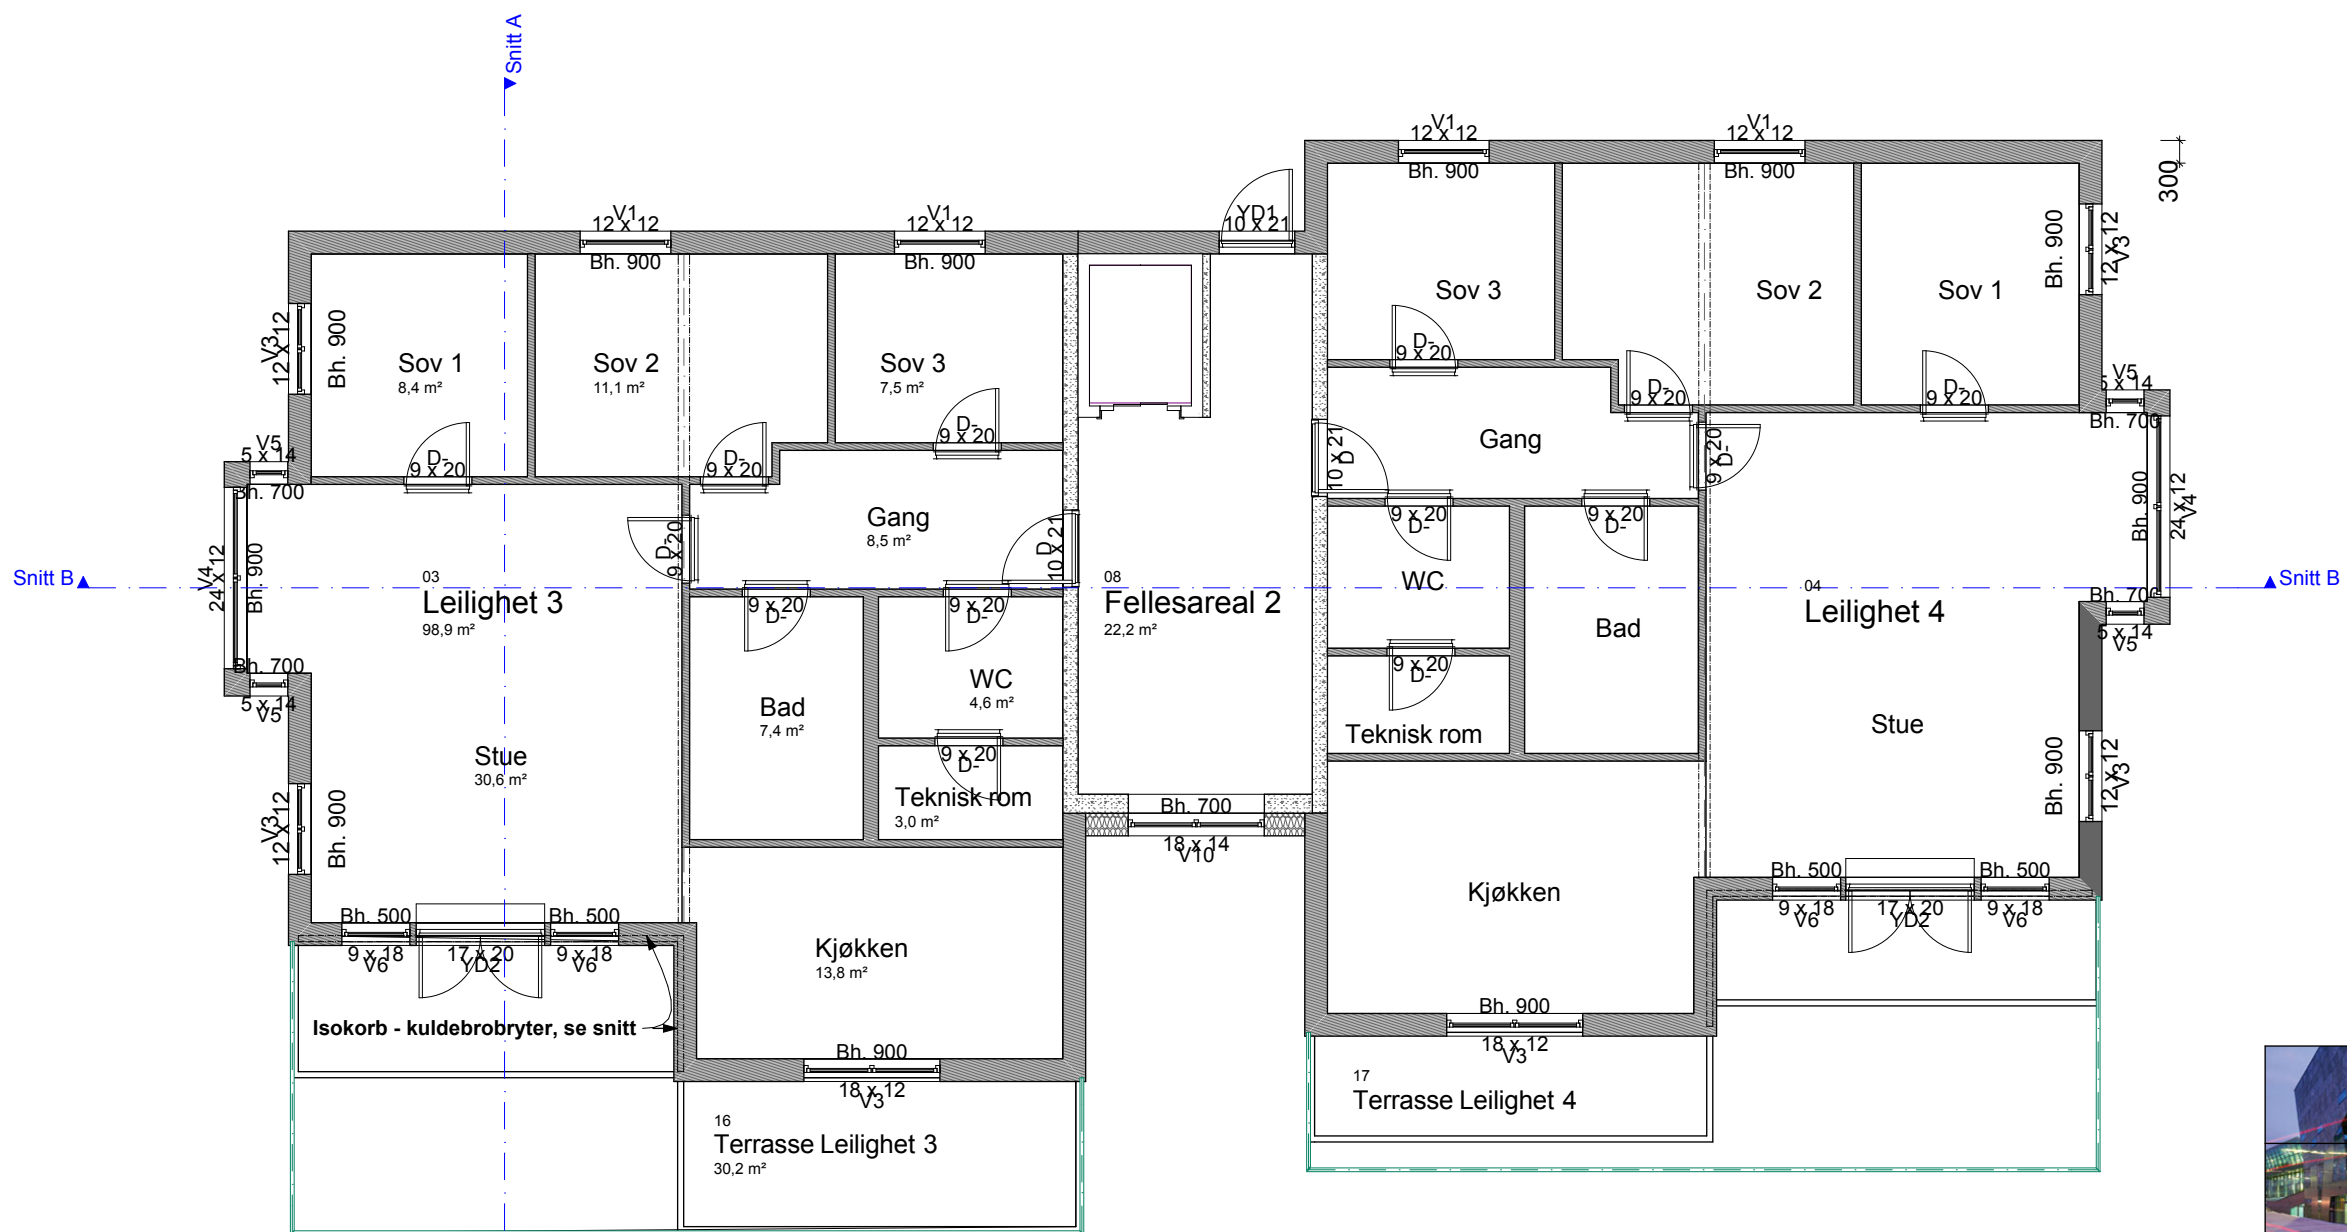 Snitt A
V1
12 x 12
Bh. 900
V1
12 x 12
Bh. 900
300
YD1
10 x 21
V1
12 x 12
Bh. 900
V1
12 x 12
Bh. 900
V3
12 x 12
Bh. 900
Sov 1
8,4 m²
Sov 2
11,1 m²
Sov 3
7,5 m²
Sov 3
Sov 2
Sov 1
Bh. 900
12 x 12
V3
D-
9 x 20
D-
9 x 20
D-
9 x 20
D-
9 x 20
D-
9 x 20
D-
9 x 20
V5
5 x 14
Bh. 700
V5
5 x 14
Bh. 700
Gang
8,5 m²
Gang
D-
9 x 20
D
10 x 21
10 x 21
D
9 x 20
D-
V4
24 x 12
Bh. 900
Bh. 900
24 x 12
V4
Snitt B
Snitt B
03
Leilighet 3
98,9 m²
08
Fellesareal 2
22,2 m²
04
Leilighet 4
9 x 20
D-
9 x 20
D-
9 x 20
D-
9 x 20
D-
WC
Bad
Bh. 700
5 x 14
V5
Bh. 700
5 x 14
V5
Bad
7,4 m²
WC
4,6 m²
9 x 20
D-
9 x 20
D-
Stue
30,6 m²
Teknisk rom
3,0 m²
Teknisk rom
Stue
V3
12 x 12
Bh. 900
Bh. 900
12 x 12
V3
Bh. 700
18 x 14
V10
Bh. 500
9 x 18
V6
17 x 20
YD2
Bh. 500
9 x 18
V6
Kjøkken
13,8 m²
Kjøkken
Bh. 500
9 x 18
V6
17 x 20
YD2
Bh. 500
9 x 18
V6
Isokorb - kuldebrobryter, se snitt
Bh. 900
18 x 12
V3
Bh. 900
18 x 12
V3
16
Terrasse Leilighet 3
30,2 m²
17
Terrasse Leilighet 4